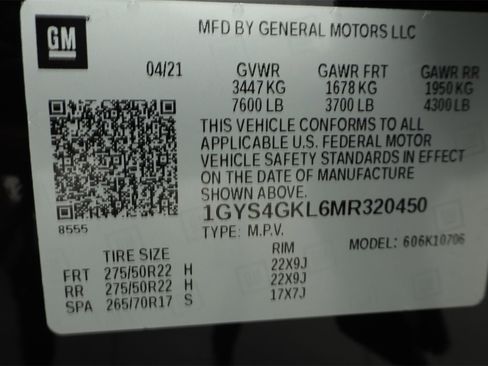 GM
MFD BY GENERAL MOTORS LLC
04/21 GVWR GAWR FRT GAWR RR
3447 KG 1678 KG 1950 KG
7600 LB 3700 LB 4300 LB
THIS VEHICLE CONFORMS TO ALL
APPLICABLE U.S. FEDERAL MOTOR
VEHICLE SAFETY STANDARDS IN EFFECT
ON THE DATE OF MANUFACTURE
SHOWN ABOVE.
1GYS4GKL6MR320450
8555 TYPE: M.P.V. MODEL: 606K10706
TIRE SIZE RIM
FRT 275/50R22 H 22X9J
RR 275/50R22 H 22X9J
SPA 265/70R17 S 17X7J